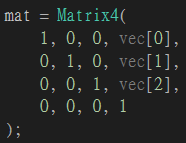 mat = Matrix4(
    1, 0, 0, vec[0],
    0, 1, 0, vec[1],
    0, 0, 1, vec[2],
    0, 0, 0, 1
);